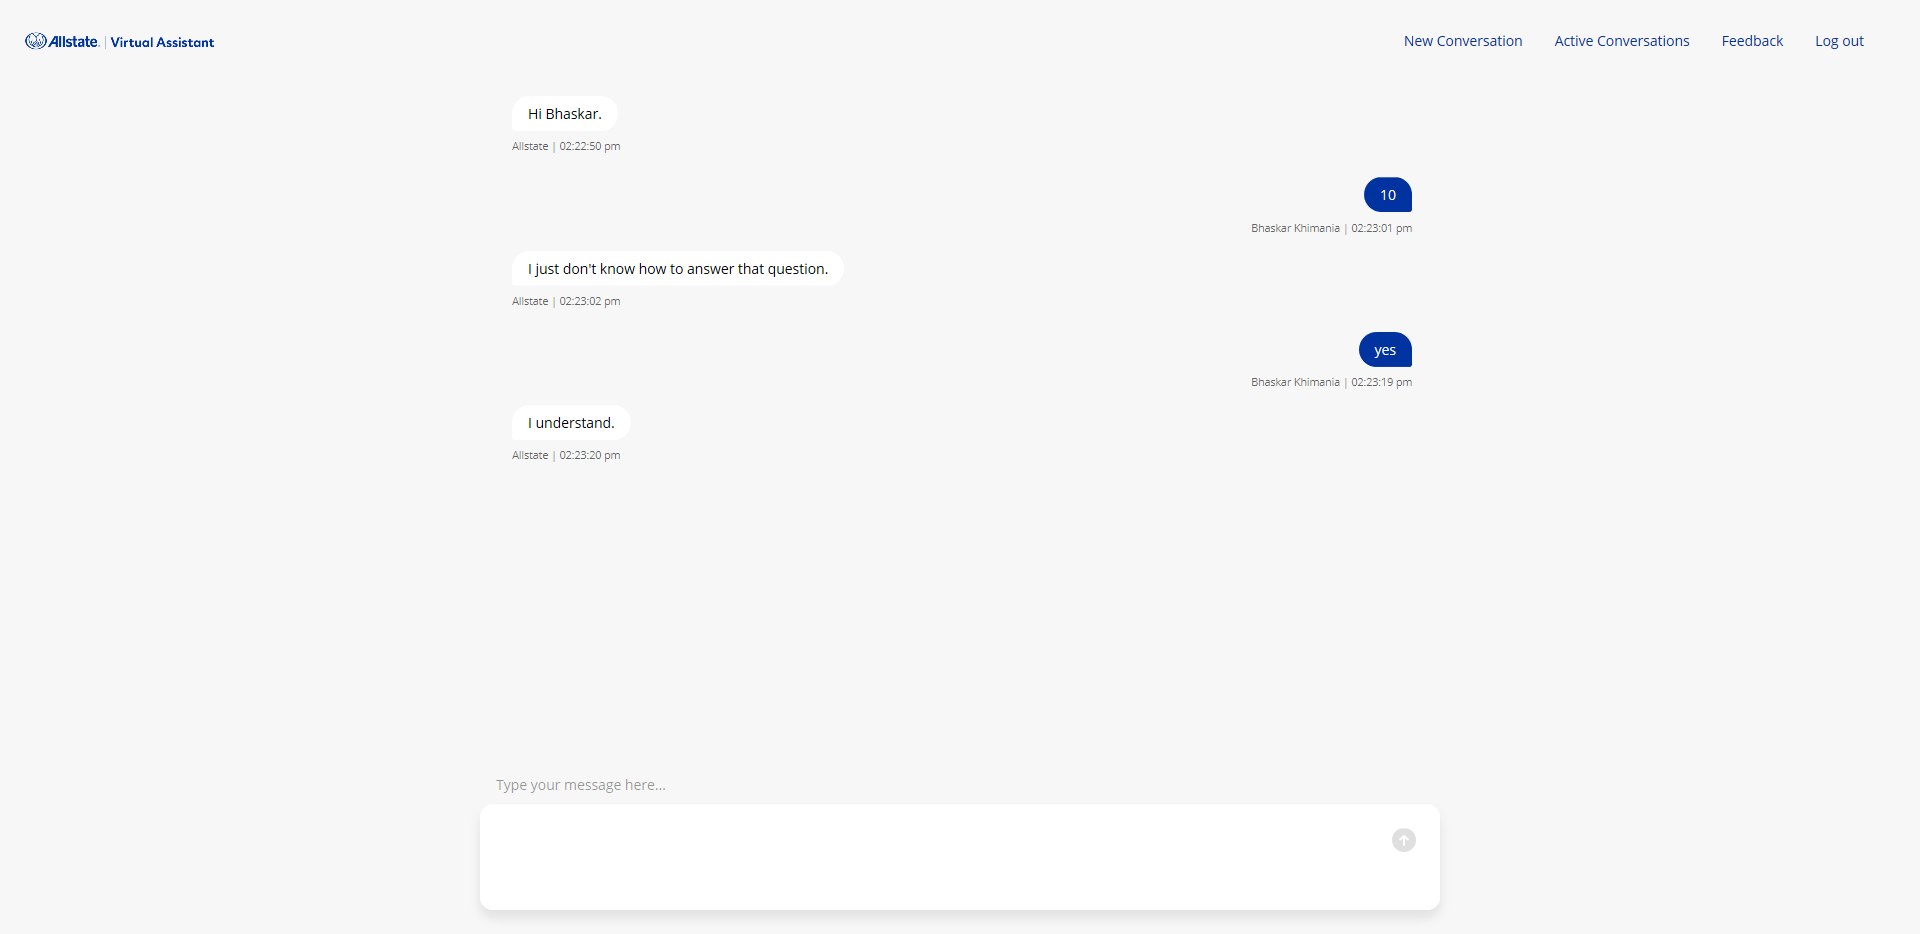 Allstate. | Virtual Assistant
New Conversation Active Conversations Feedback Log out
Hi Bhaskar.
Allstate | 02:22:50 pm
10
Bhaskar Khimania | 02:23:01 pm
I just don't know how to answer that question.
Allstate | 02:23:02 pm
yes
Bhaskar Khimania | 02:23:19 pm
I understand.
Allstate | 02:23:20 pm
Type your message here...